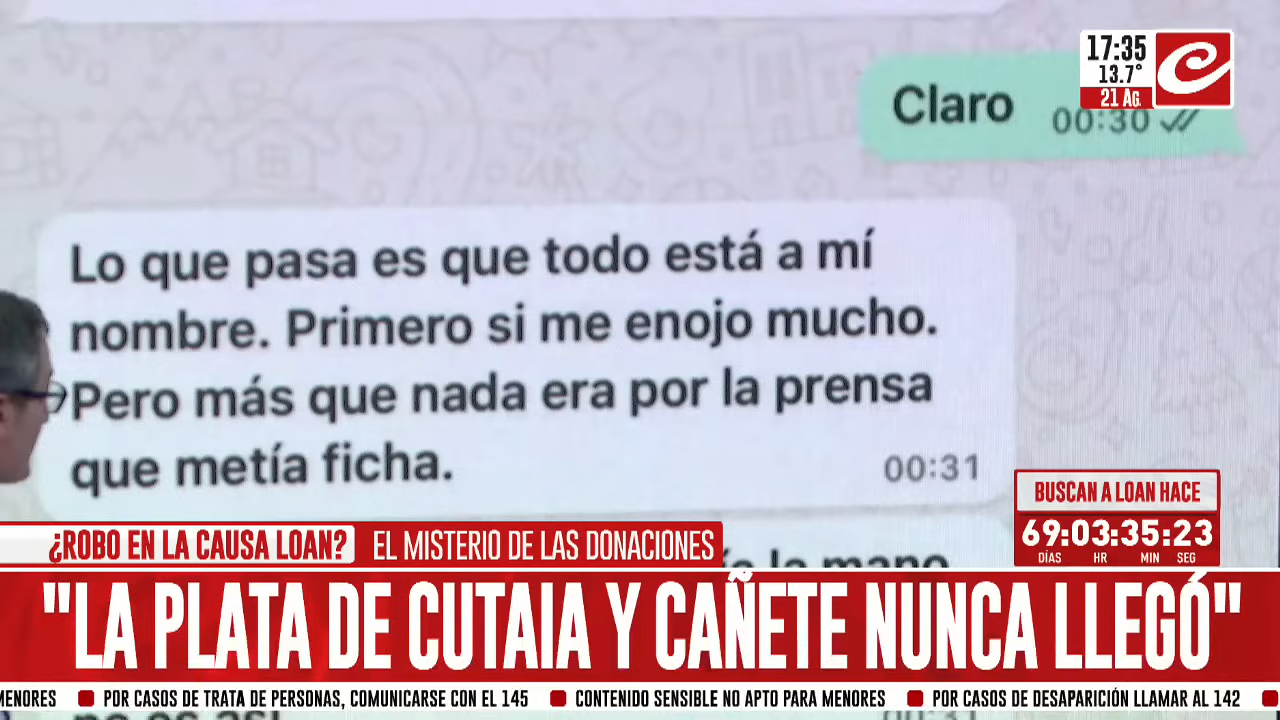 17:35
13.7°
21 Ag.
Claro
00:30
Lo que pasa es que todo está a mí
nombre. Primero si me enojo mucho.
Pero más que nada era por la prensa
que metía ficha.
00:31
BUSCAN A LOAN HACE
69:03:35:23
DÍAS HR MIN SEG
¿ROBO EN LA CAUSA LOAN? EL MISTERIO DE LAS DONACIONES
la mano
"LA PLATA DE CUTAIA Y CAÑETE NUNCA LLEGÓ"
MENORES POR CASOS DE TRATA DE PERSONAS, COMUNICARSE CON EL 145 CONTENIDO SENSIBLE NO APTO PARA MENORES POR CASOS DE DESAPARICIÓN LLAMAR AL 142